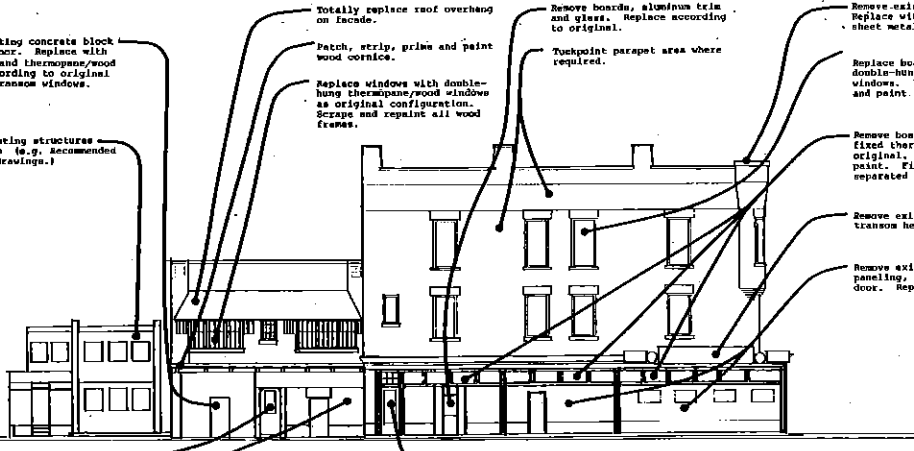 ting concrete block
oor. Replace with
and thermopane/wood
cording to original
ransom windows.
ting structures
(e.g. Recommended
rawings.)
Totally replace roof overhang
on facade.
Patch, strip, prime and paint
wood cornice.
Replace windows with double-
hung thermopane/wood windows
as original configuration.
Scrape and repaint all wood
frames.
Remove boards, aluminum trim
and glass. Replace according
to original.
Tuckpoint parapet area where
required.
Remove exi
Replace wi
sheet metal
Replace boa
double-hun
windows.
and paint.
Remove boa
fixed ther
original.
paint. Fi
separated
Remove exi
transom he
Remove exi
paneling,
door. Rep